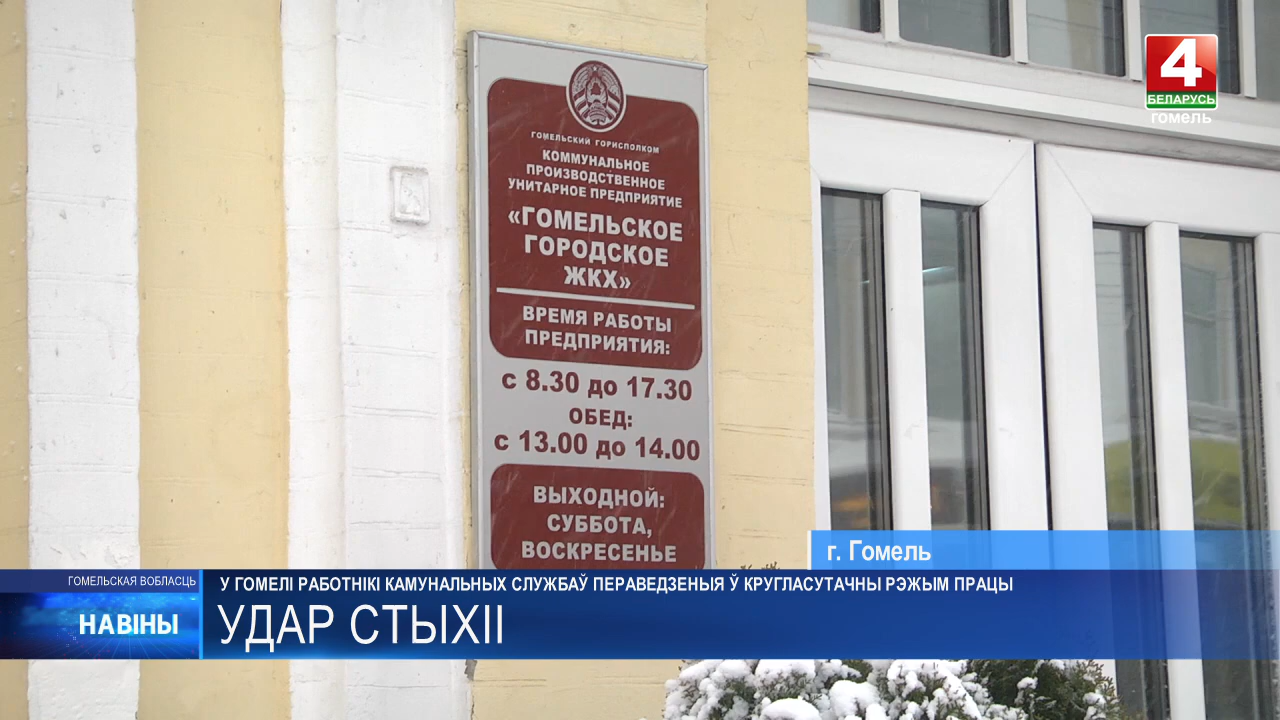 4
БЕЛАРУСЬ
гомель
ГОМЕЛЬСКИЙ ГОРИСПОЛКОМ
КОММУНАЛЬНОЕ
ПРОИЗВОДСТВЕННОЕ
УНИТАРНОЕ ПРЕДПРИЯТИЕ
«ГОМЕЛЬСКОЕ
ГОРОДСКОЕ
ЖКХ»
ВРЕМЯ РАБОТЫ
ПРЕДПРИЯТИЯ:
с 8.30 до 17.30
ОБЕД:
с 13.00 до 14.00
ВЫХОДНОЙ:
СУББОТА,
ВОСКРЕСЕНЬЕ
г. Гомель
ГОМЕЛЬСКАЯ ВОБЛАСЦЬ
НАВІНЫ
У ГОМЕЛІ РАБОТНІКІ КАМУНАЛЬНЫХ СЛУЖБАЎ ПЕРАВЕДЗЕНЫЯ Ў КРУГЛАСУТАЧНЫ РЭЖЫМ ПРАЦЫ
УДАР СТЫХІІ